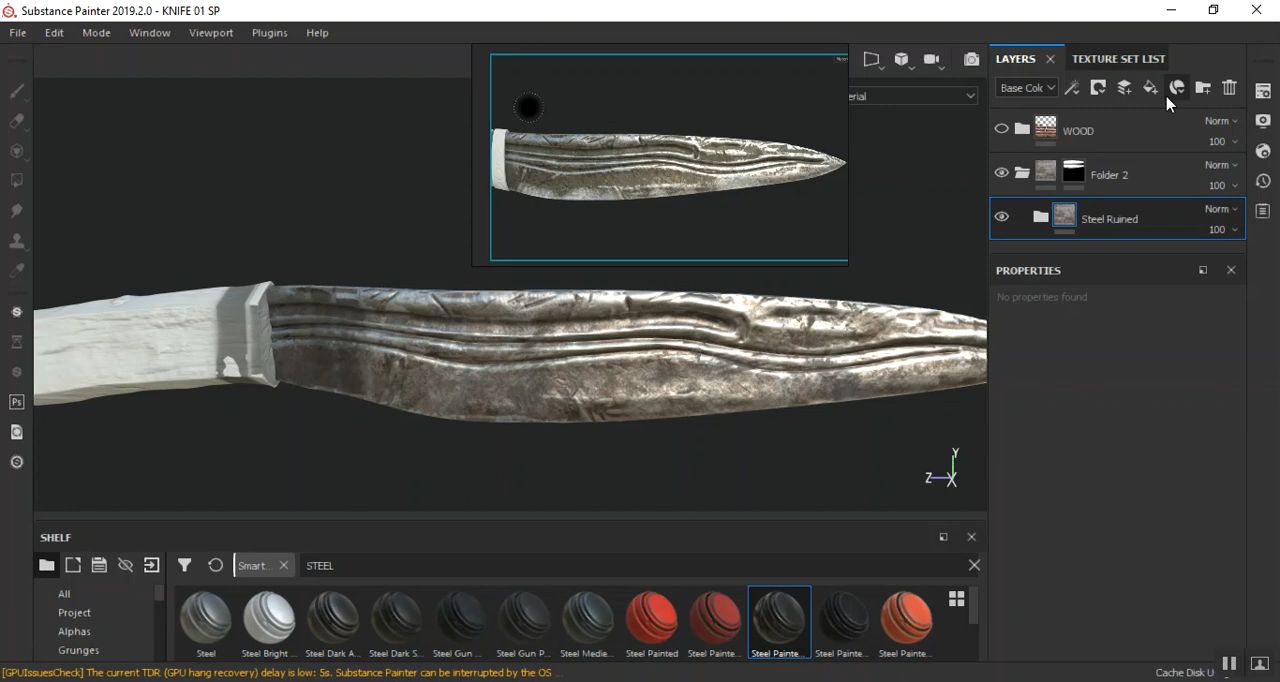 Substance Painter 2019.2.0 - KNIFE 01 SP
File Edit Mode Window Viewport Plugins Help
LAYERS TEXTURE SET LIST
erial
Base Col
Norm
WOOD
100
Norm
Folder 2
100
Norm
Steel Ruined
100
PROPERTIES
No properties found
Y
Z X
Ps
SHELF
Smart... STEEL
All
Project
Alphas
Grunges
Steel Steel Bright ... Steel Dark A... Steel Dark S... Steel Gun ... Steel Gun P... Steel Medie... Steel Painted Steel Painte... Steel Painte... Steel Painte... Steel Painte...
[GPUIssuesCheck] The current TDR (GPU hang recovery) delay is low: 5s. Substance Painter can be interrupted by the OS ...
Cache Disk U